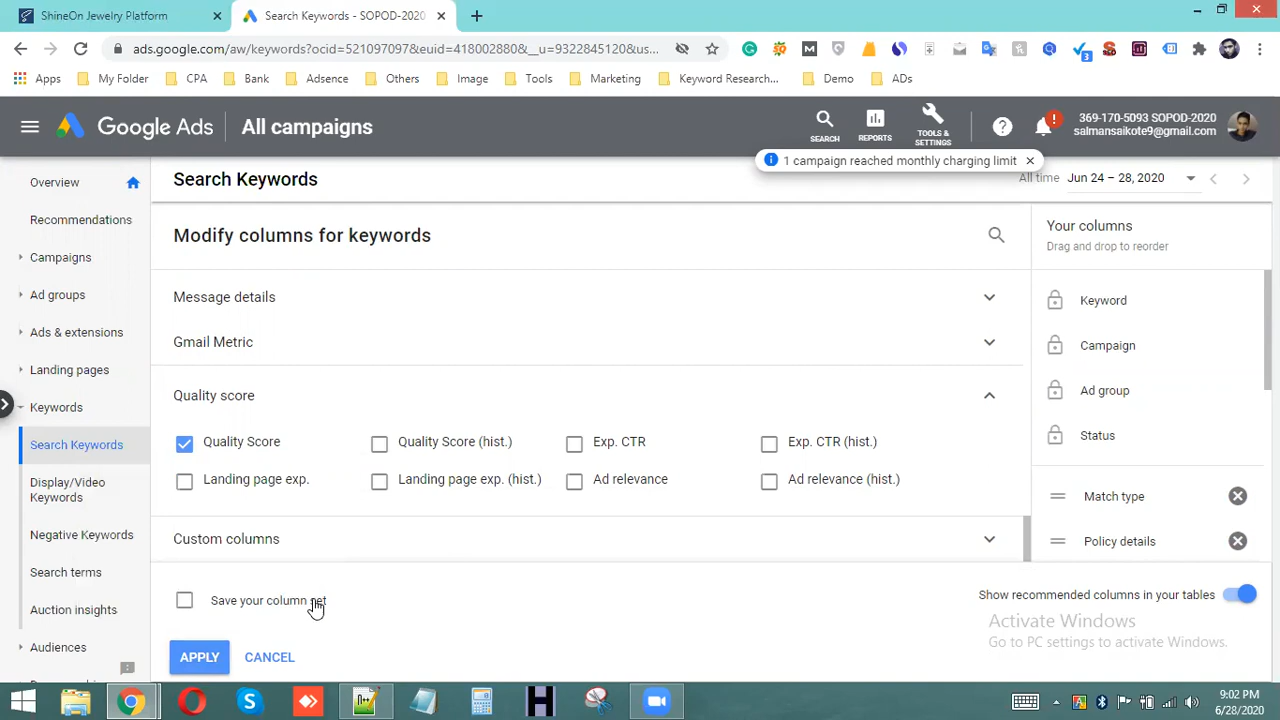 ShineOn Jewelry Platform
Search Keywords - SOPOD-2020
ads.google.com/aw/keywords?ocid=521097097&euid=418002880&__u=9322845120&us...
Apps
My Folder
CPA
Bank
Adsence
Others
Image
Tools
Marketing
Keyword Research...
Demo
ADs
Google Ads
All campaigns
SEARCH
REPORTS
TOOLS &
SETTINGS
369-170-5093 SOPOD-2020
salmansaikote9@gmail.com
1 campaign reached monthly charging limit
Overview
Recommendations
Campaigns
Ad groups
Ads & extensions
Landing pages
Keywords
Search Keywords
Display/Video
Keywords
Negative Keywords
Search terms
Auction insights
Audiences
Search Keywords
All time
Jun 24 – 28, 2020
Modify columns for keywords
Message details
Gmail Metric
Quality score
Quality Score
Quality Score (hist.)
Exp. CTR
Exp. CTR (hist.)
Landing page exp.
Landing page exp. (hist.)
Ad relevance
Ad relevance (hist.)
Custom columns
Save your column set
APPLY
CANCEL
Your columns
Drag and drop to reorder
Keyword
Campaign
Ad group
Status
Match type
Policy details
Show recommended columns in your tables
Activate Windows
Go to PC settings to activate Windows.
9:02 PM
6/28/2020